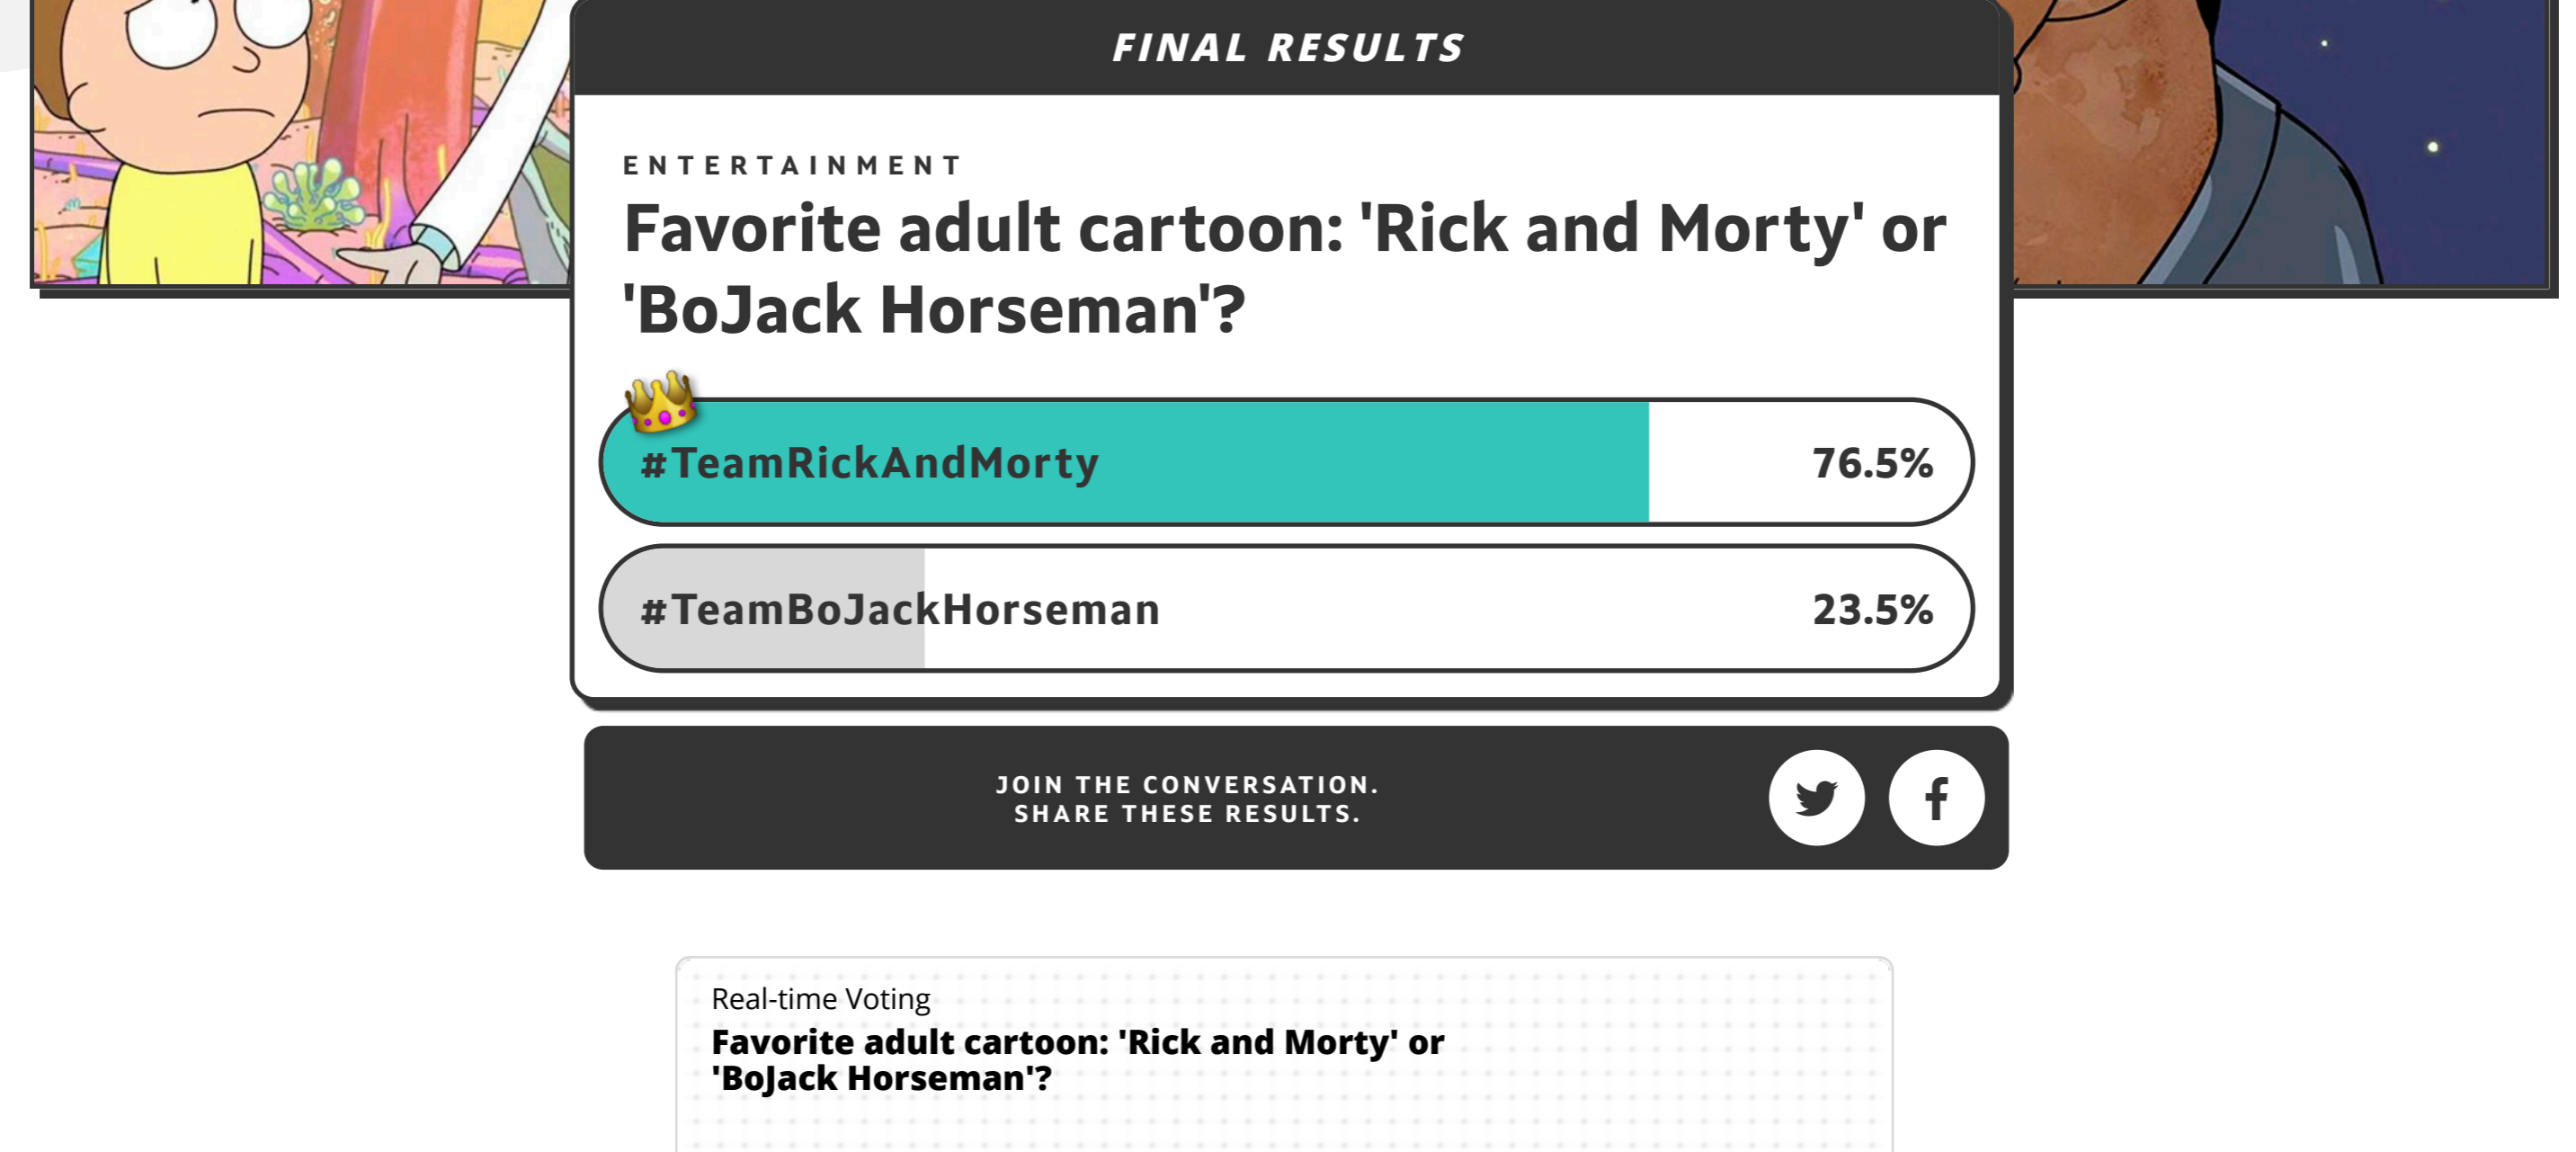 FINAL RESULTS
ENTERTAINMENT
Favorite adult cartoon: 'Rick and Morty' or
'BoJack Horseman'?
#TeamRickAndMorty 76.5%
#TeamBoJackHorseman 23.5%
JOIN THE CONVERSATION.
SHARE THESE RESULTS.
Real-time Voting
Favorite adult cartoon: 'Rick and Morty' or
'BoJack Horseman'?